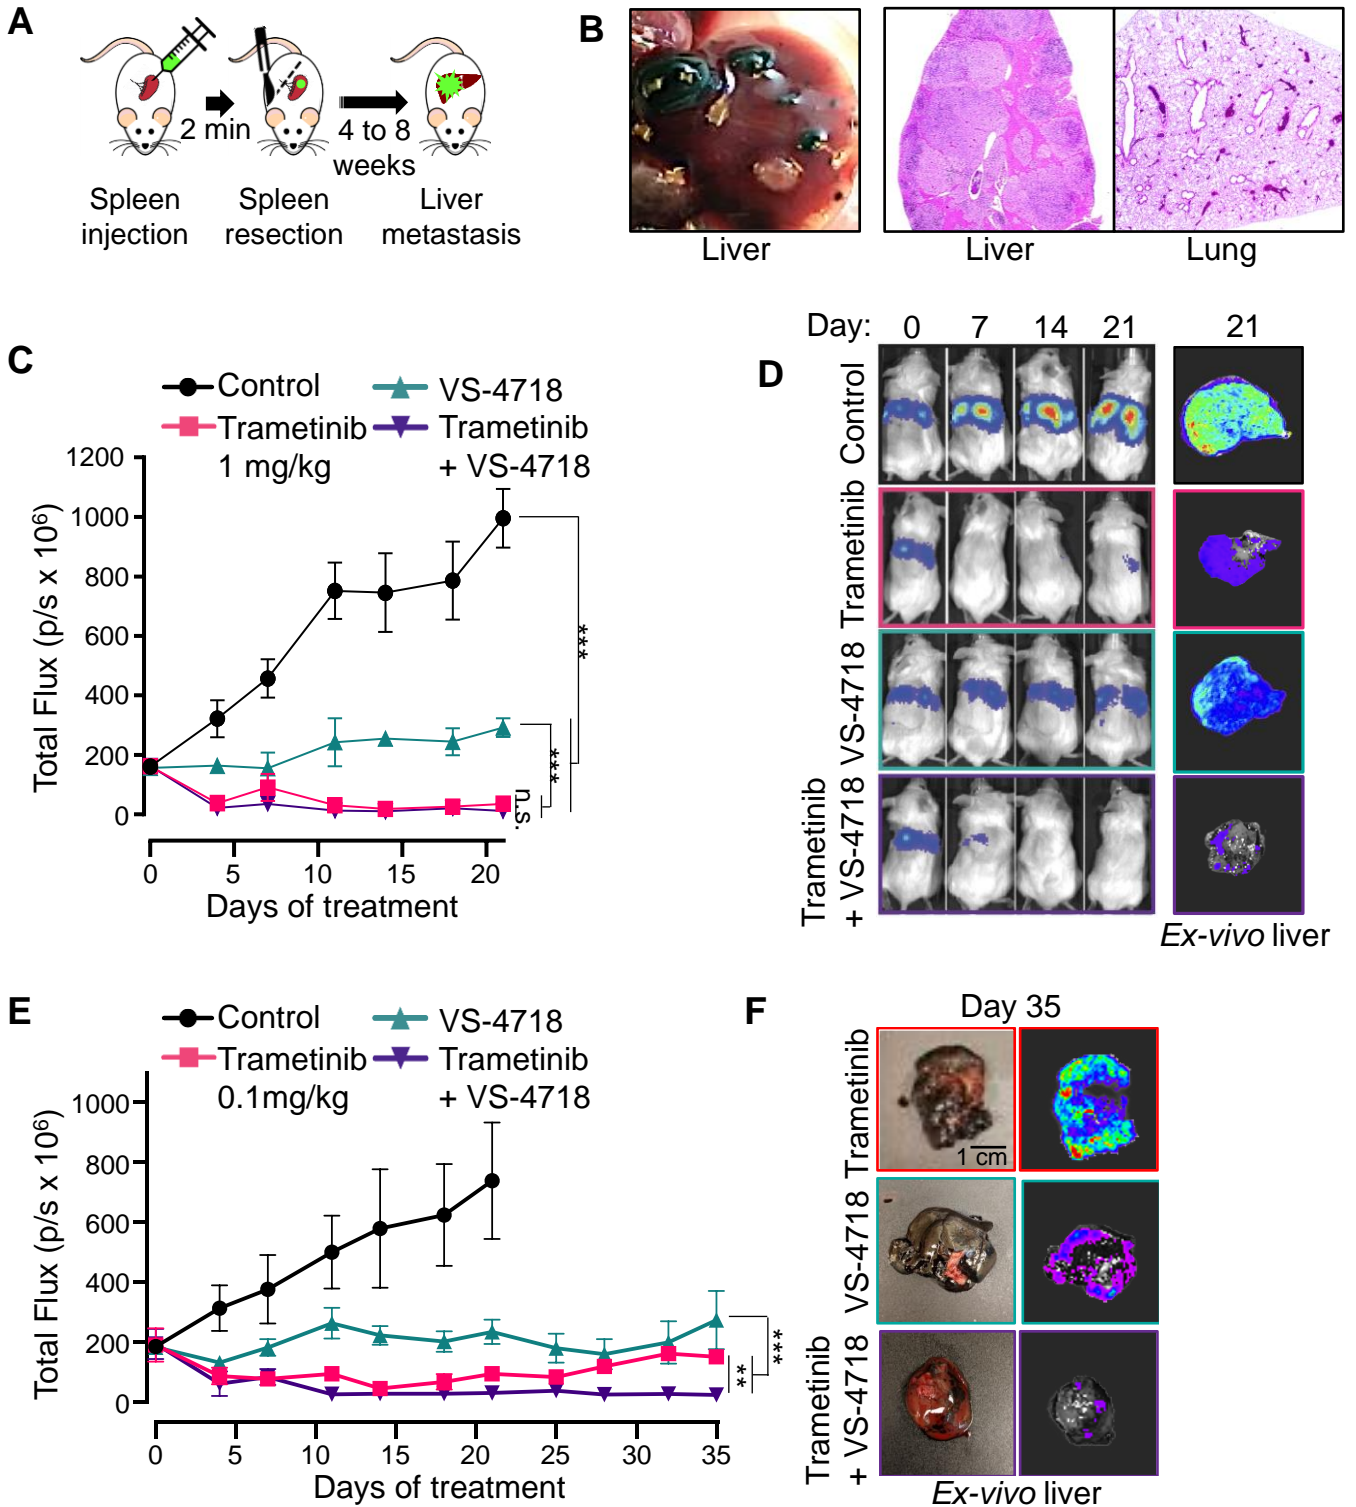 A
2 min
4 to 8
weeks
Spleen
injection
Spleen
resection
Liver
metastasis
B
Liver
Liver
Lung
C
Control
VS-4718
Trametinib
1 mg/kg
Trametinib
+ VS-4718
1200
1000
800
600
400
200
0
Total Flux (p/s x 10⁶)
0
5
10
15
20
Days of treatment
***
***
n.s.
D
Day:
0
7
14
21
21
Control
Trametinib
VS-4718
Trametinib
+ VS-4718
Ex-vivo liver
E
Control
VS-4718
Trametinib
0.1mg/kg
Trametinib
+ VS-4718
1000
800
600
400
200
0
Total Flux (p/s x 10⁶)
0
5
10
15
20
25
30
35
Days of treatment
***
**
F
Day 35
Trametinib
1 cm
VS-4718
Trametinib
+ VS-4718
Ex-vivo liver